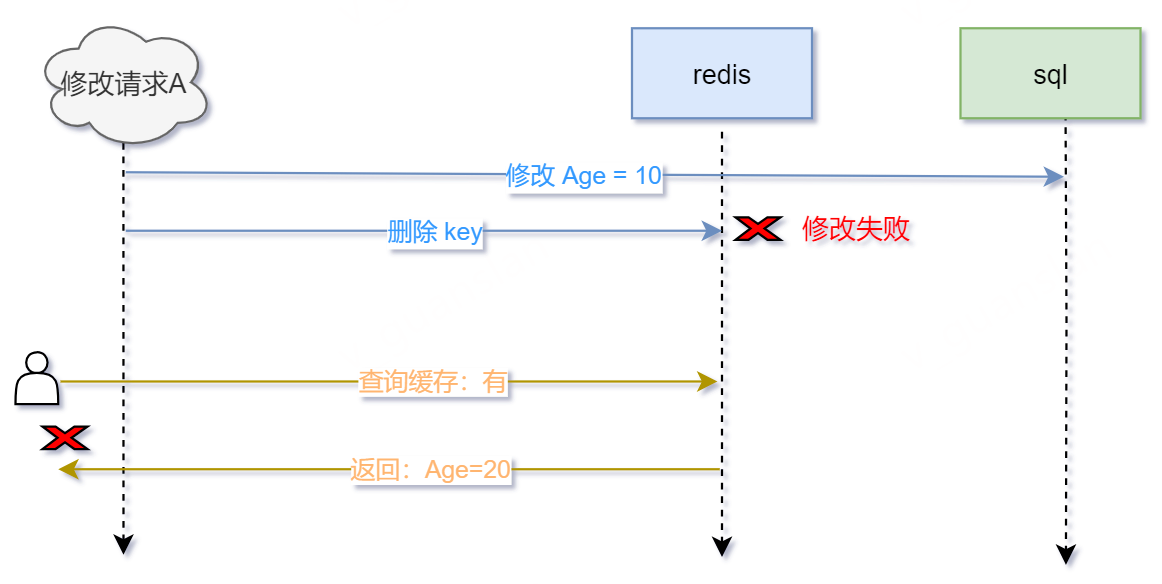 修改请求A
redis
sql
修改 Age = 10
删除 key
修改失败
查询缓存：有
返回：Age=20